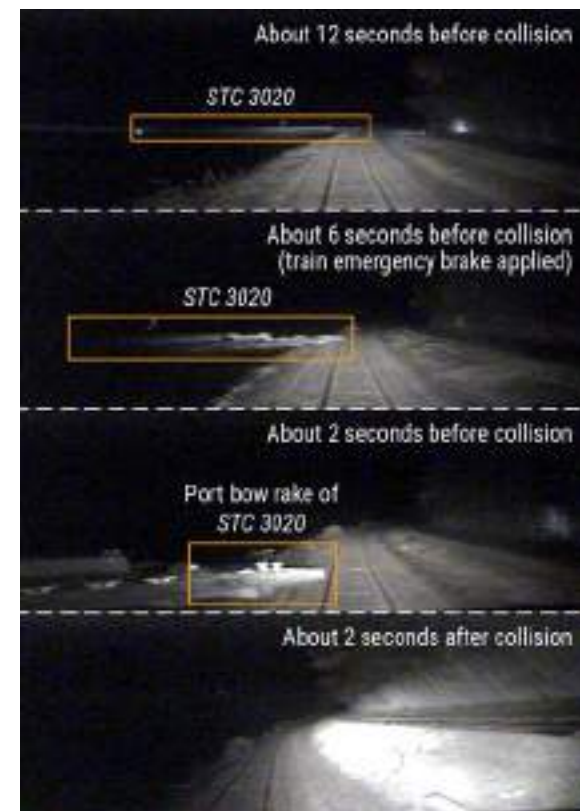 About 12 seconds before collision
STC 3020
About 6 seconds before collision
(train emergency brake applied)
STC 3020
About 2 seconds before collision
Port bow rake of
STC 3020
About 2 seconds after collision